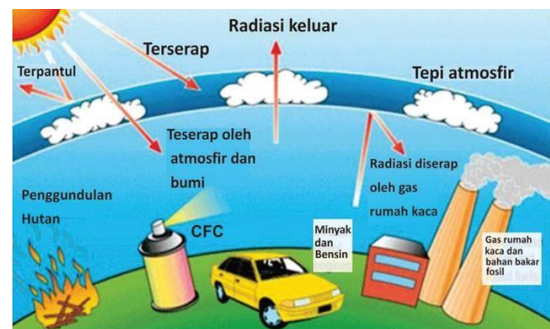 Radiasi keluar
Terserap
Terpantul
Tepi atmosfir
Teserap oleh
atmosfir dan
bumi
Radiasi diserap
oleh gas
rumah kaca
Penggundulan
Hutan
CFC
Minyak
dan
Bensin
Gas rumah
kaca dan
bahan bakar
fosil